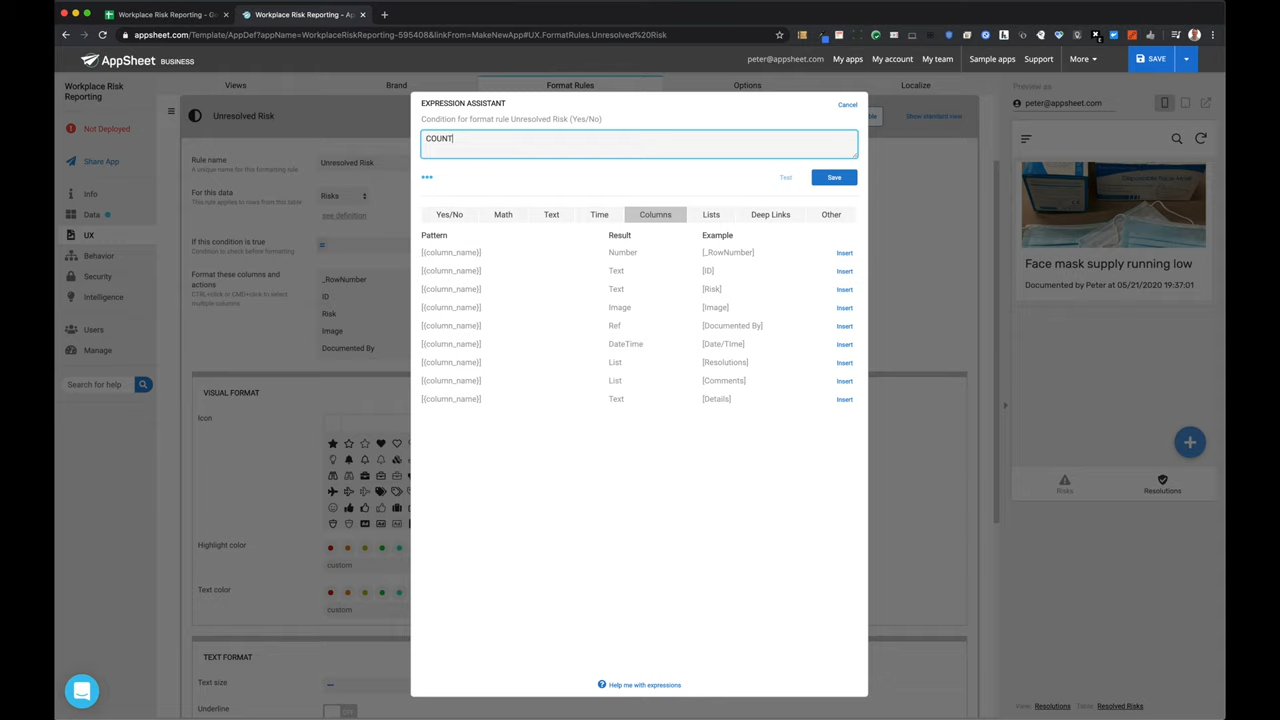 Workplace Risk Reporting - G
Workplace Risk Reporting - Ap
appsheet.com/Template/AppDef?appName=WorkplaceRiskReporting-595408&linkFrom=MakeNew​App#UX.FormatRules.Unresolved%20Risk
AppSheet BUSINESS
peter@appsheet.com
My apps
My account
My team
Sample apps
Support
More
SAVE
Workplace Risk
Reporting
Not Deployed
Share App
Info
Data
UX
Behavior
Security
Intelligence
Users
Manage
Search for help
Views
Brand
Format Rules
Options
Localize
Unresolved Risk
Show standard view
Rule name
A unique name for this formatting rule
Unresolved Risk
For this data
This rule applies to rows from this table
Risks
see definition
If this condition is true
Condition to check before formatting
=
Format these columns and
actions
CTRL+click or CMD+click to select
multiple columns
_RowNumber
ID
Risk
Image
Documented By
VISUAL FORMAT
Icon
Highlight color
custom
Text color
custom
TEXT FORMAT
Text size
Underline
OFF
EXPRESSION ASSISTANT
Cancel
Condition for format rule Unresolved Risk (Yes/No)
COUNT
Test
Save
Yes/No
Math
Text
Time
Columns
Lists
Deep Links
Other
Pattern Result Example
[{column_name}] Number [_RowNumber] Insert
[{column_name}] Text [ID] Insert
[{column_name}] Text [Risk] Insert
[{column_name}] Image [Image] Insert
[{column_name}] Ref [Documented By] Insert
[{column_name}] DateTime [Date/Time] Insert
[{column_name}] List [Resolutions] Insert
[{column_name}] List [Comments] Insert
[{column_name}] Text [Details] Insert
Help me with expressions
Preview as
peter@appsheet.com
Face mask supply running low
Documented by Peter at 05/21/2020 19:37:01
Risks
Resolutions
View: Resolutions Table: Resolved Risks